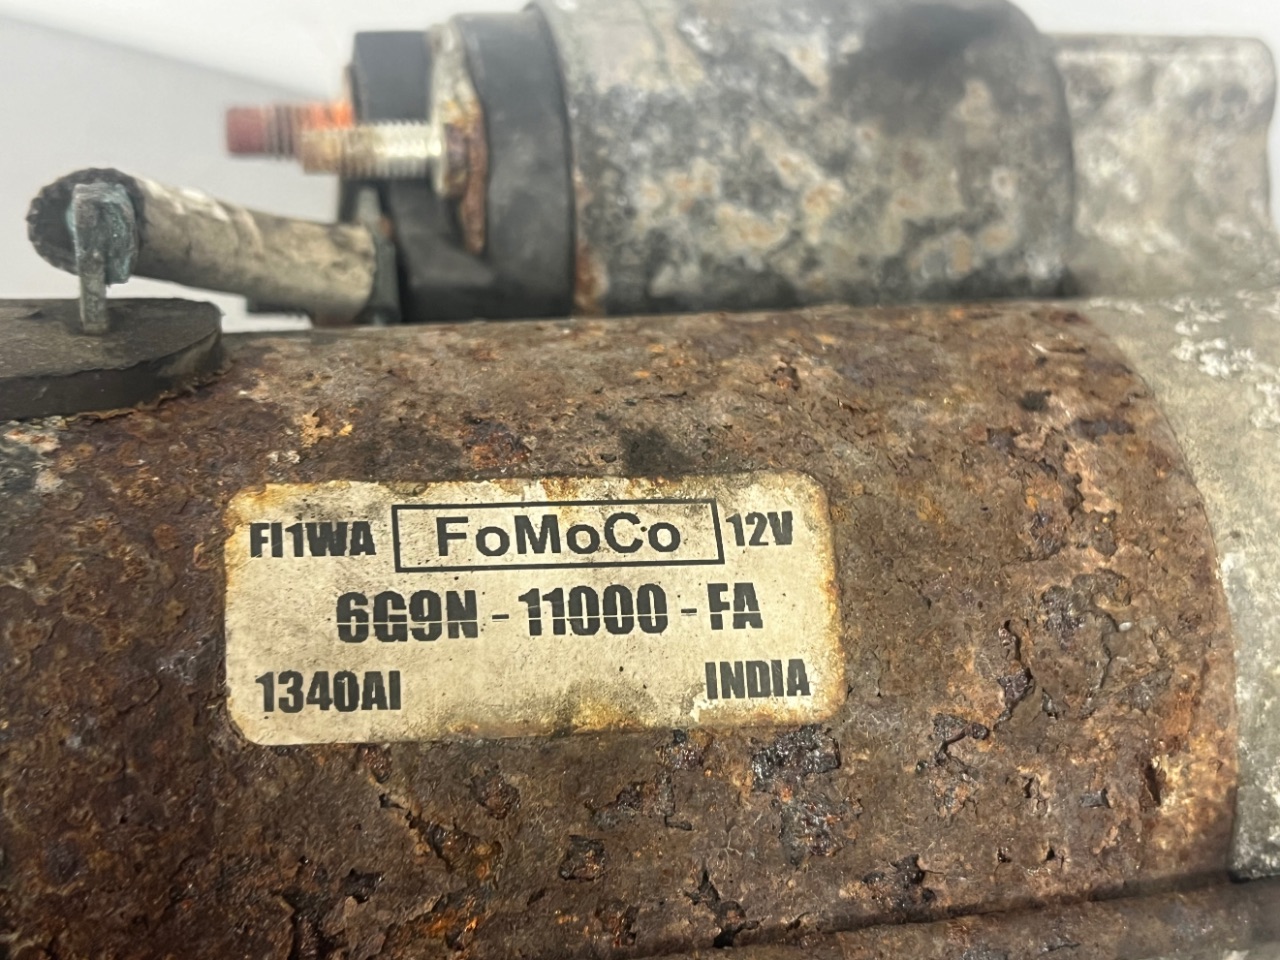 FI1WA FoMoCo 12V
6G9N - 11000 - FA
1340AI INDIA